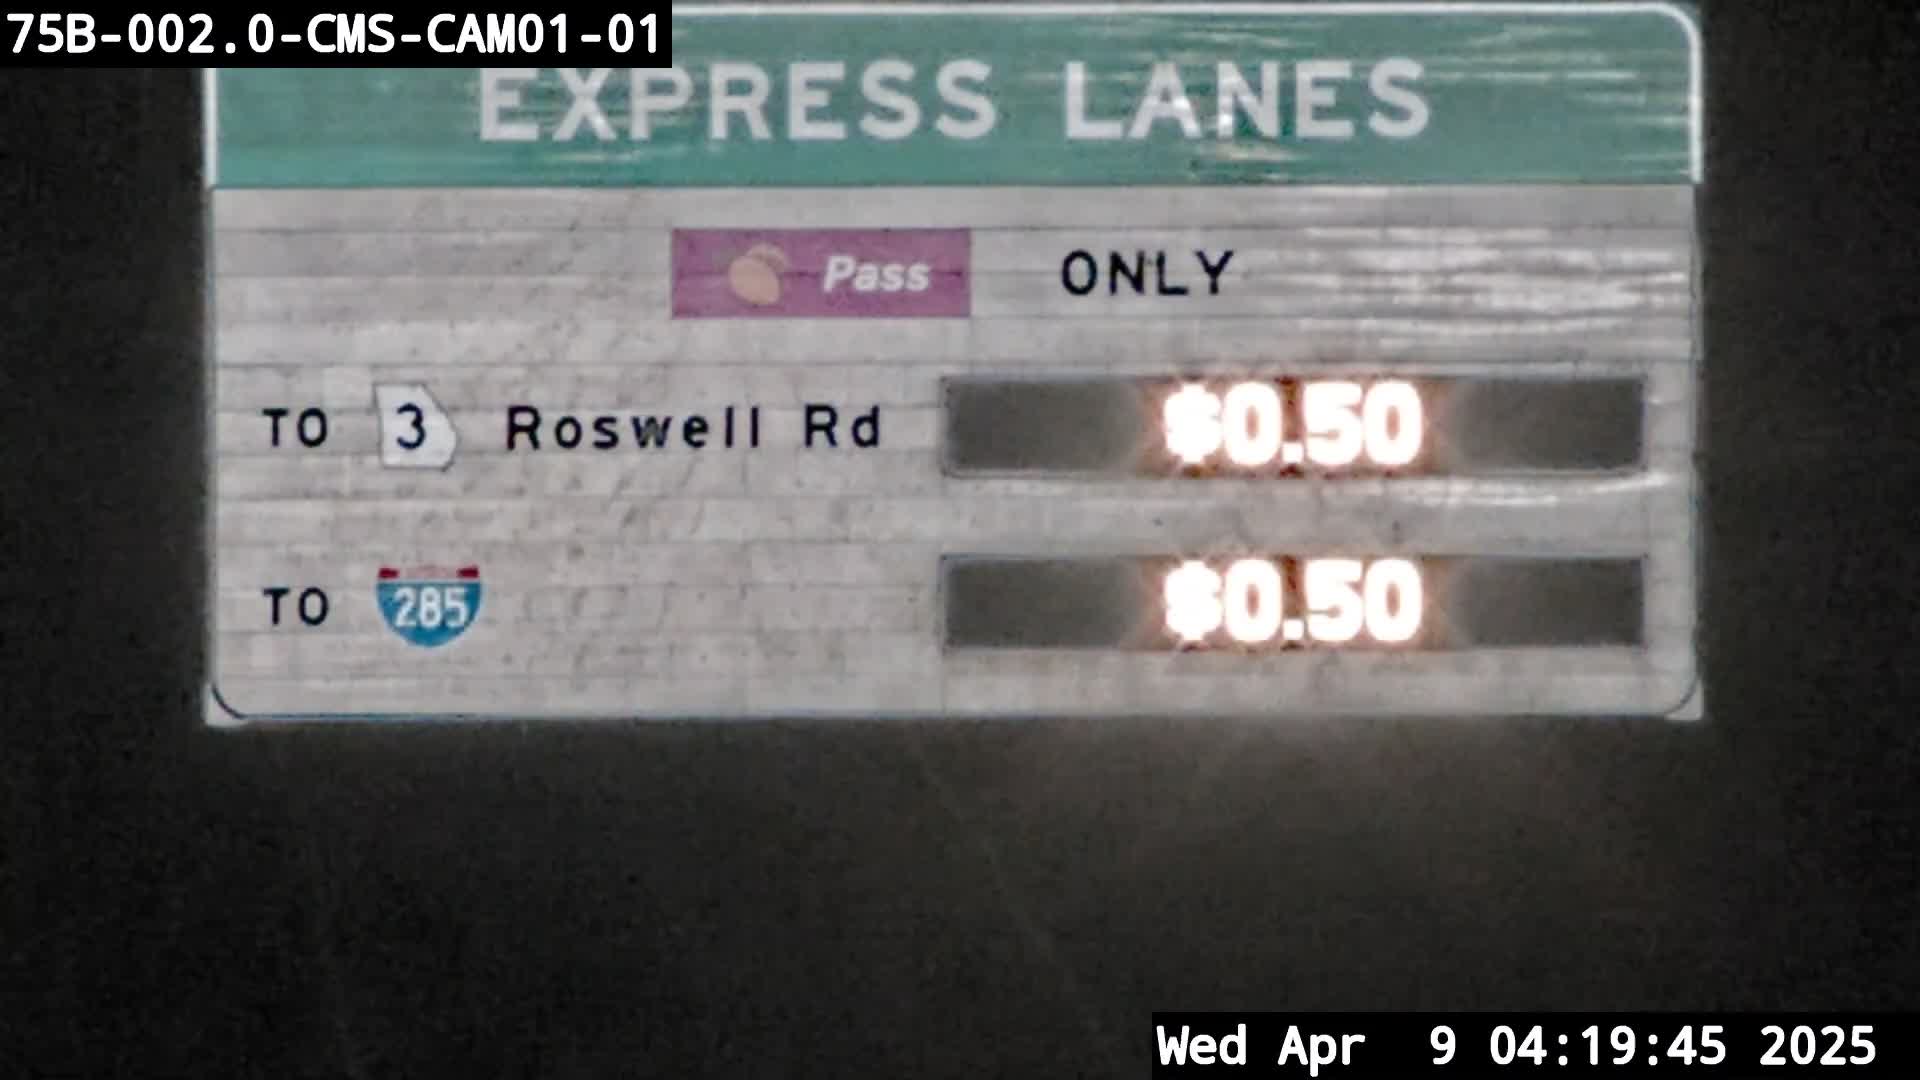 75B-002.0-CMS-CAM01-01
EXPRESS LANES
Pass ONLY
TO 3 Roswell Rd $0.50
TO 285 $0.50
Wed Apr 9 04:19:45 2025